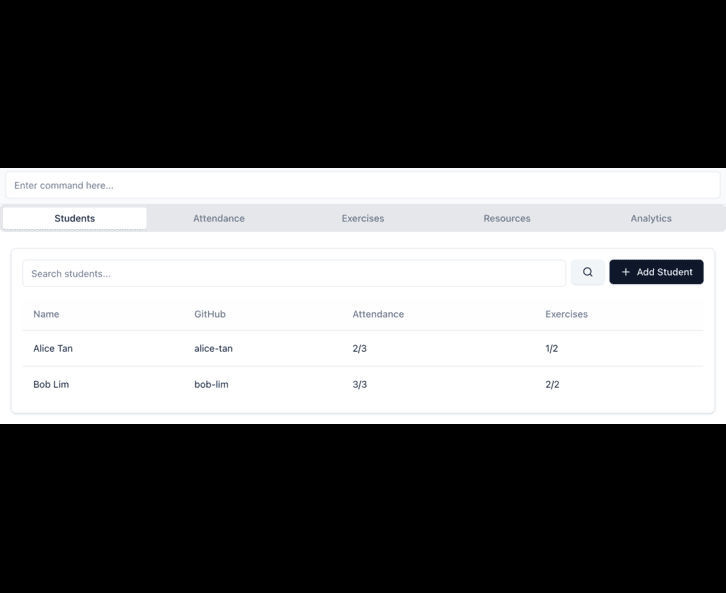 Enter command here...
Students Attendance Exercises Resources Analytics
Search students... + Add Student
Name GitHub Attendance Exercises
Alice Tan alice-tan 2/3 1/2
Bob Lim bob-lim 3/3 2/2